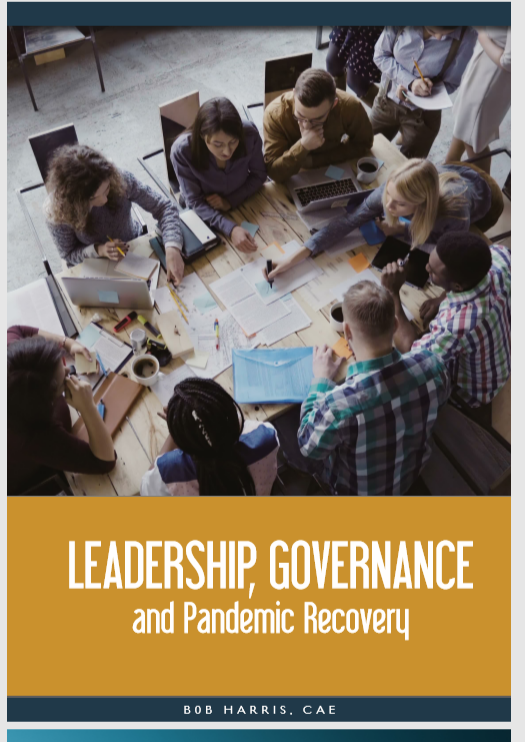 LEADERSHIP, GOVERNANCE
and Pandemic Recovery
BOB HARRIS, CAE